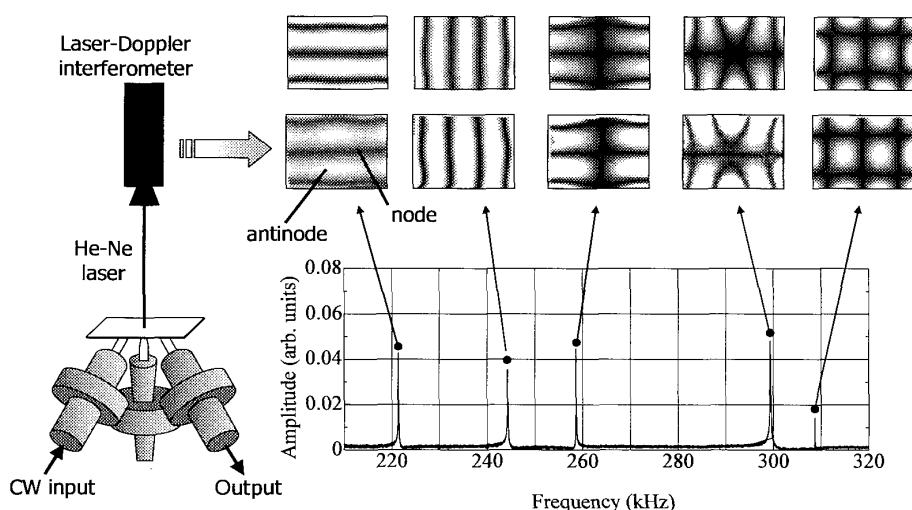 Laser-Doppler
interferometer
node
antinode
He-Ne
laser
CW input
Output
Amplitude (arb. units)
0.08
0.06
0.04
0.02
0
220
240
260
280
300
320
Frequency (kHz)